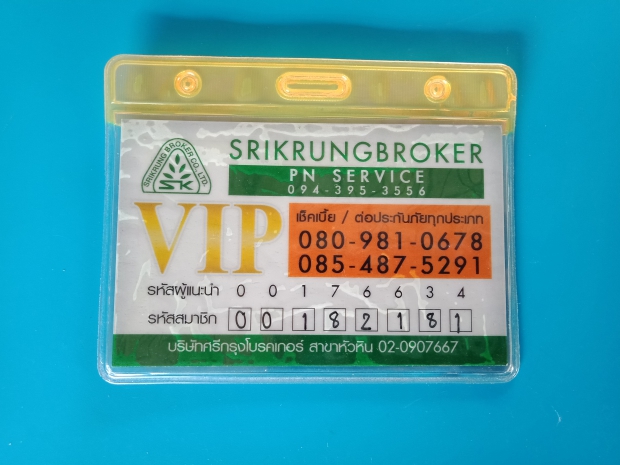 SRIKRUNG BROKER CO., LTD.
SK
SRIKRUNGBROKER
PN SERVICE
094-395-3556
VIP
เช็คเบี้ย / ต่อประกันภัยทุกประเภท
080-981-0678
085-487-5291
รหัสผู้แนะนำ 0 0 1 7 6 6 3 4
รหัสสมาชิก 0 0 1 8 2 1 8 1
บริษัทศรีกรุงโบรคเกอร์ สาขาหัวหิน 02-0907667